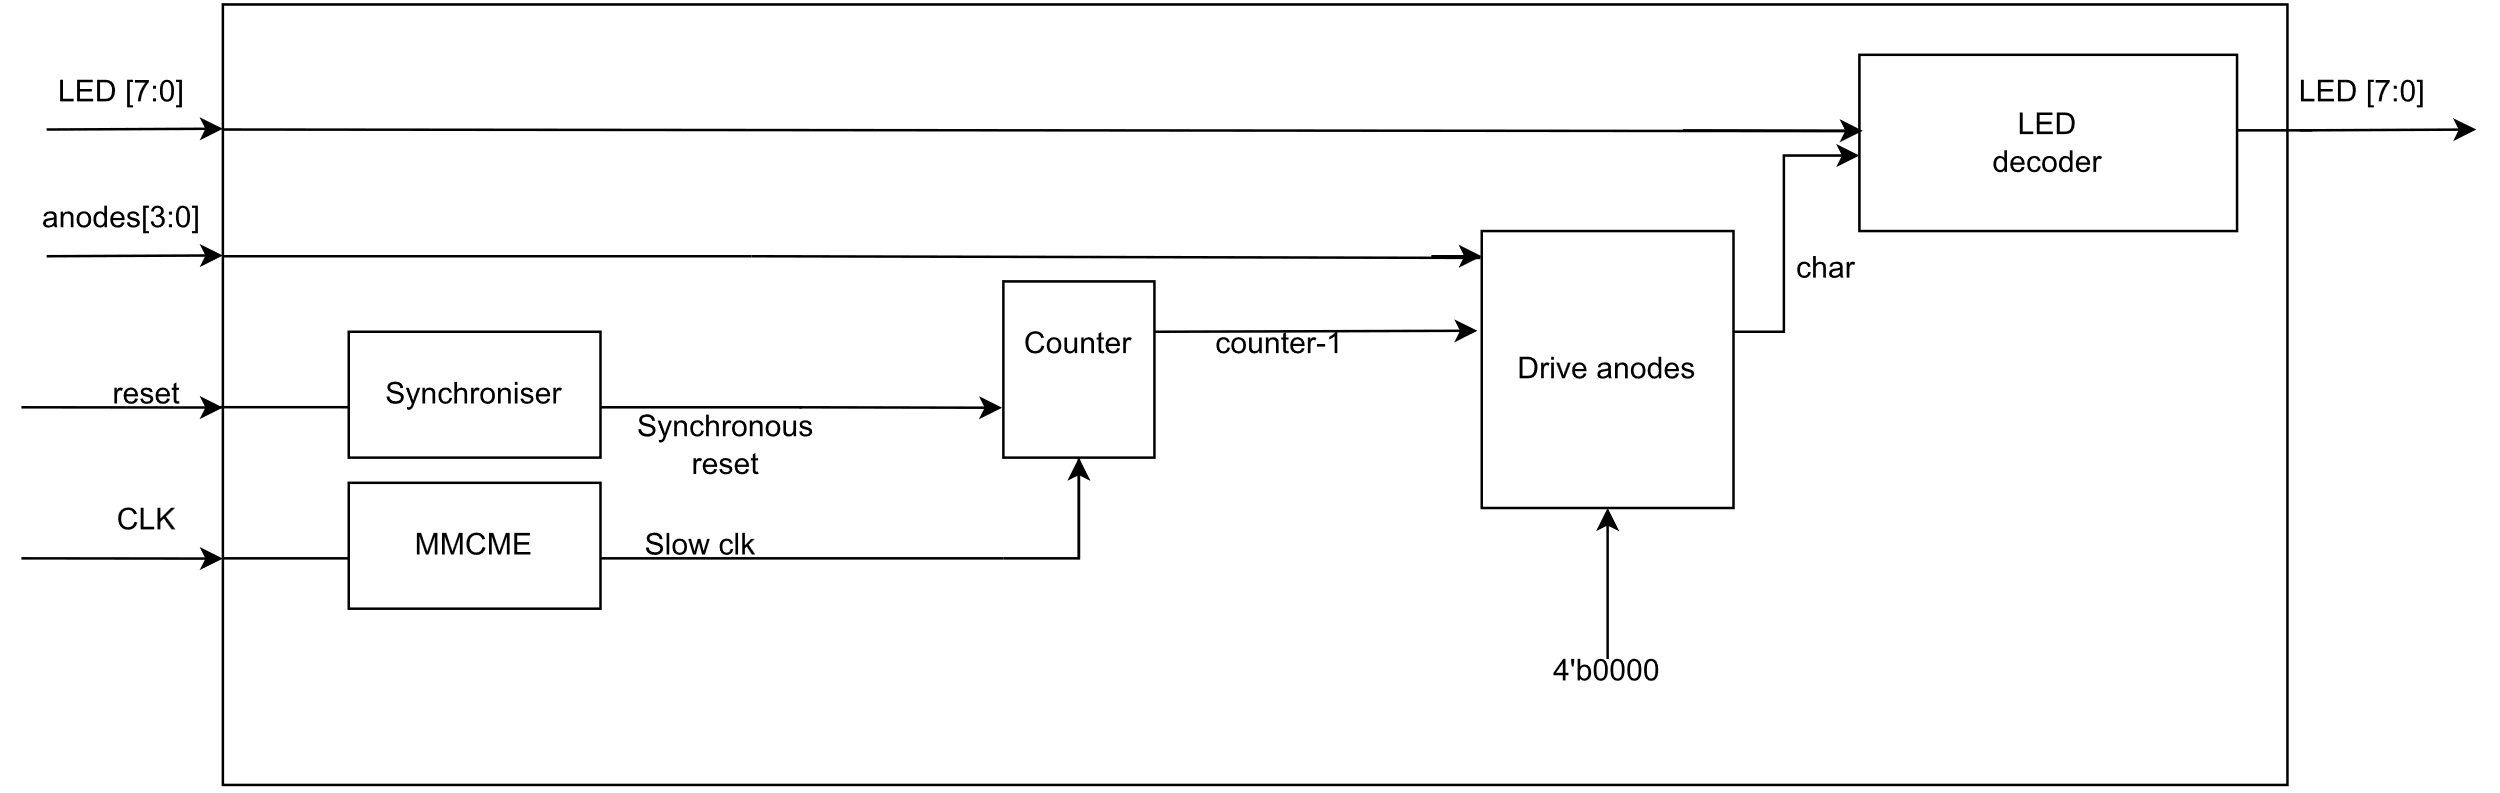 LED [7:0]
LED [7:0]
LED
decoder
anodes[3:0]
char
Counter
counter-1
Drive anodes
reset
Synchroniser
Synchronous
reset
CLK
MMCME
Slow clk
4'b0000